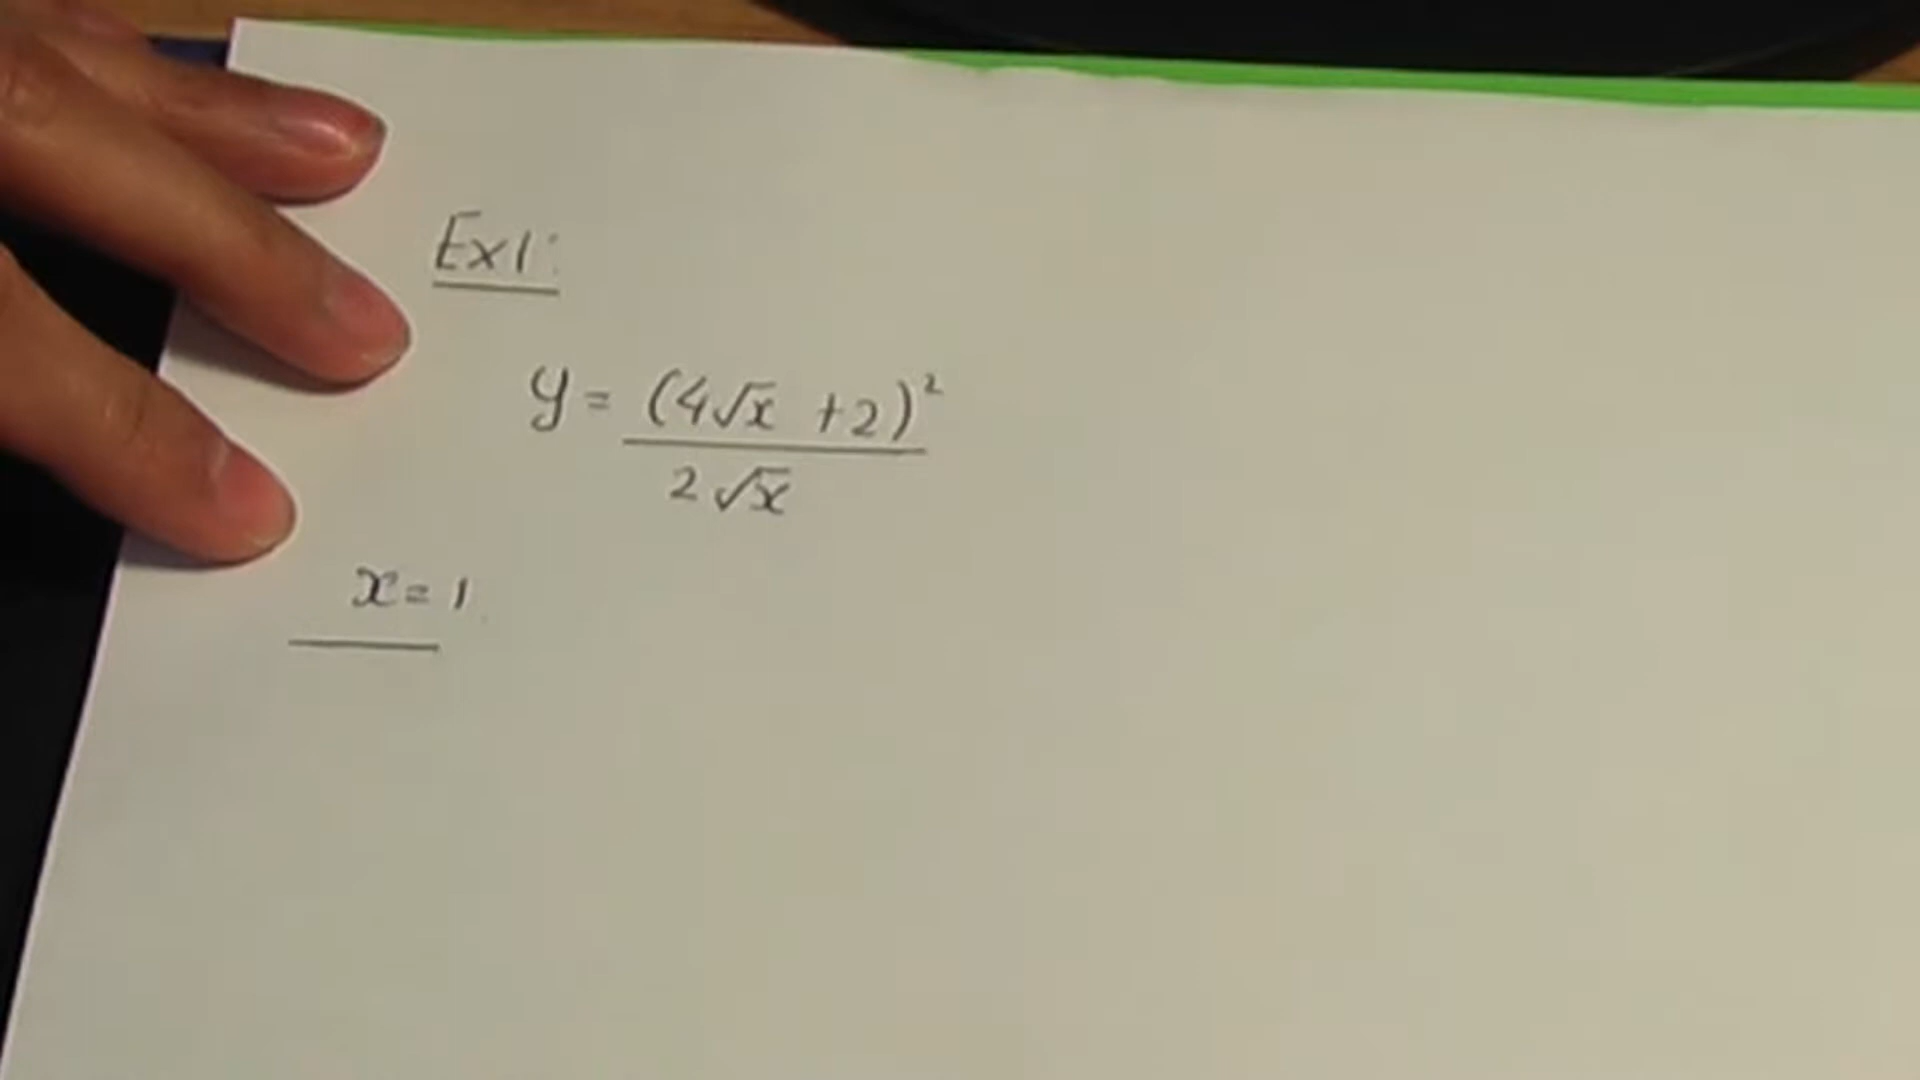 Ex1:
y = (4√x + 2)²
2√x
x = 1